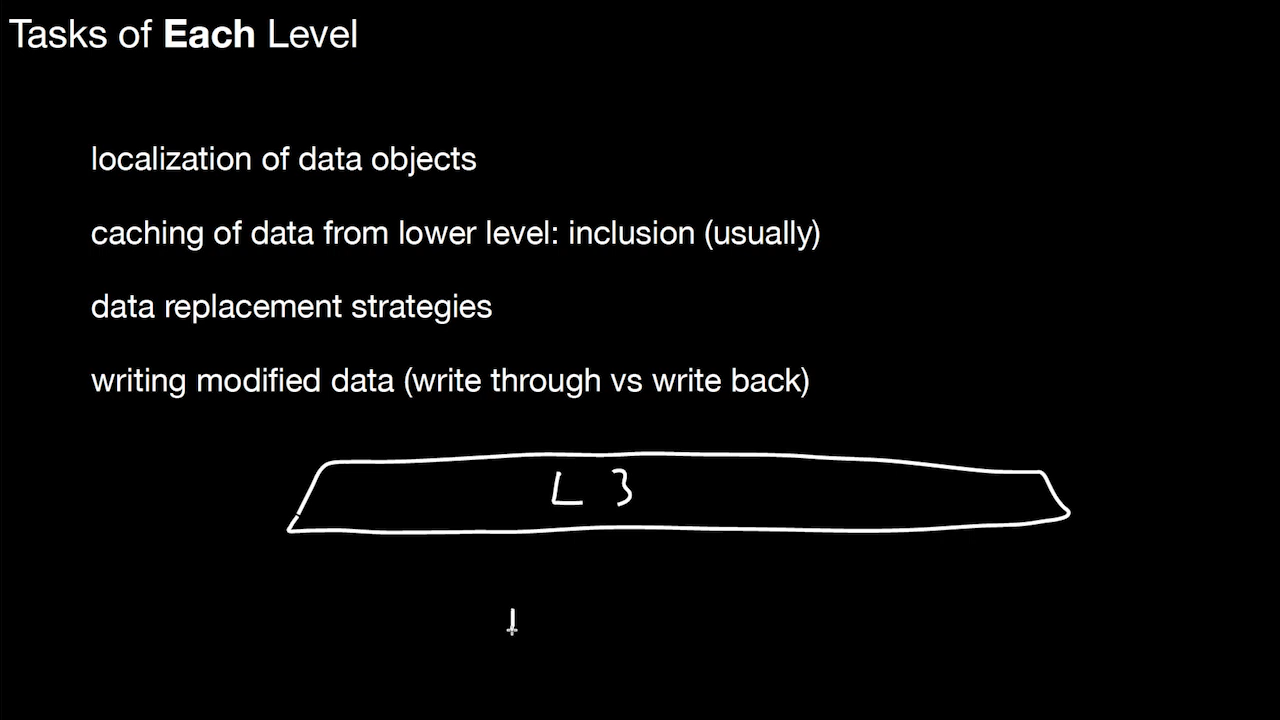 Tasks of Each Level
localization of data objects
caching of data from lower level: inclusion (usually)
data replacement strategies
writing modified data (write through vs write back)
L 3